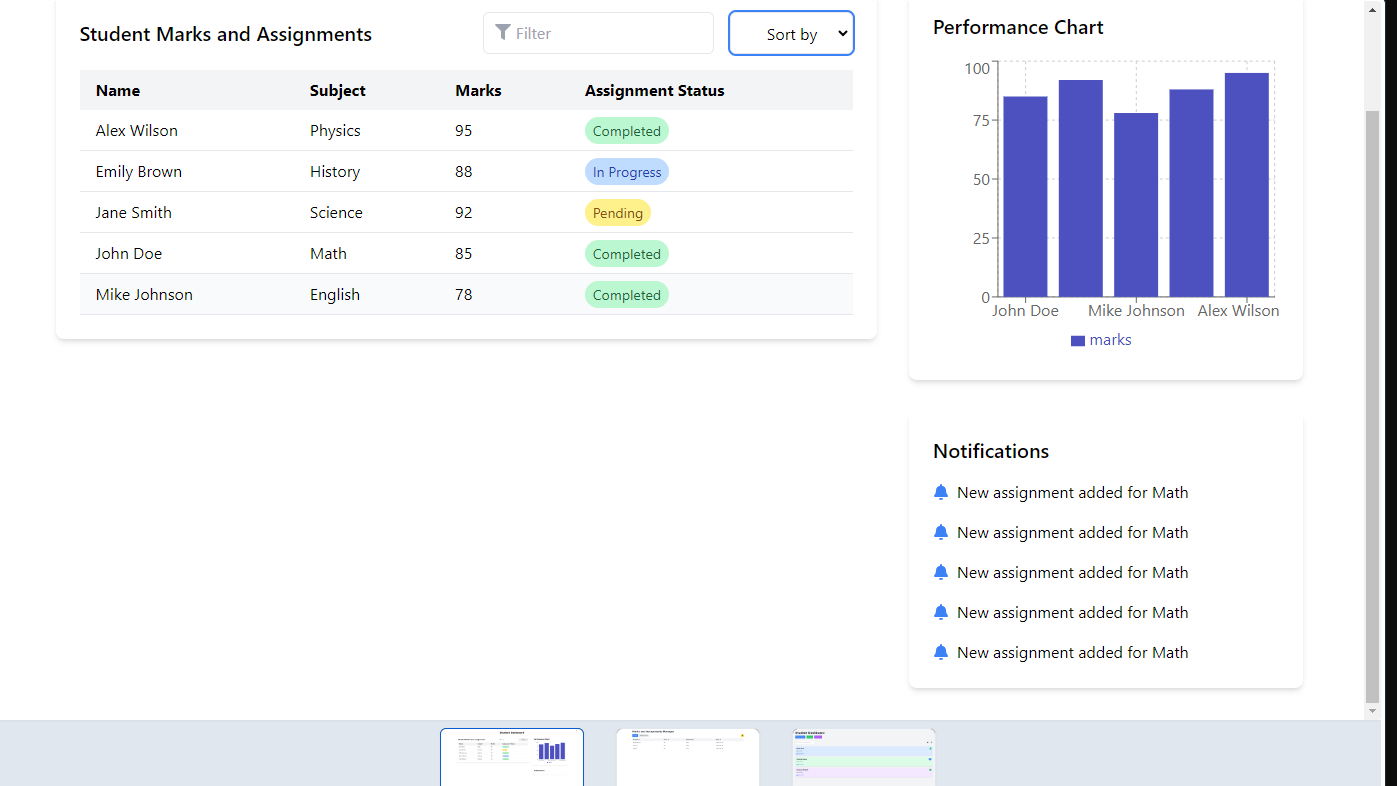 Student Marks and Assignments
Filter
Sort by
Name Subject Marks Assignment Status
Alex Wilson Physics 95 Completed
Emily Brown History 88 In Progress
Jane Smith Science 92 Pending
John Doe Math 85 Completed
Mike Johnson English 78 Completed
Performance Chart
100
75
50
25
0
John Doe Mike Johnson Alex Wilson
marks
Notifications
New assignment added for Math
New assignment added for Math
New assignment added for Math
New assignment added for Math
New assignment added for Math